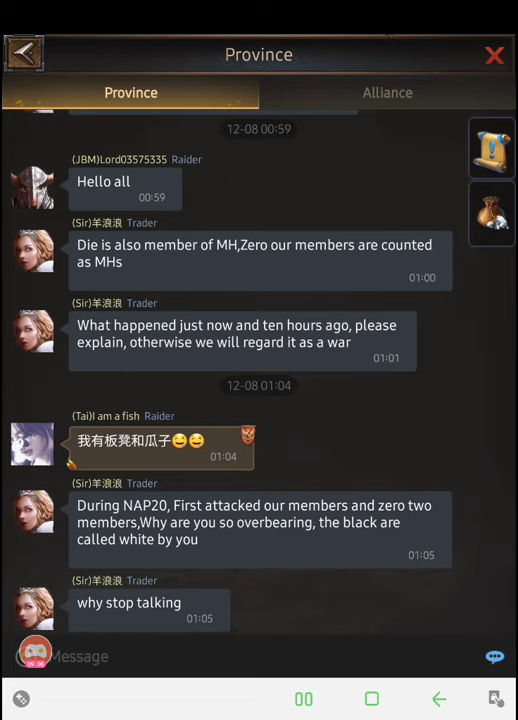 Province
Province
Alliance
12-08 00:59
(JBM)Lord03575335 Raider
Hello all
00:59
(Sir)羊浪浪 Trader
Die is also member of MH,Zero our members are counted
as MHs
01:00
(Sir)羊浪浪 Trader
What happened just now and ten hours ago, please
explain, otherwise we will regard it as a war
01:01
12-08 01:04
(Tai)I am a fish Raider
我有板凳和瓜子😂😂
01:04
(Sir)羊浪浪 Trader
During NAP20, First attacked our members and zero two
members,Why are you so overbearing, the black are
called white by you
01:05
(Sir)羊浪浪 Trader
why stop talking
01:05
Message
09:06